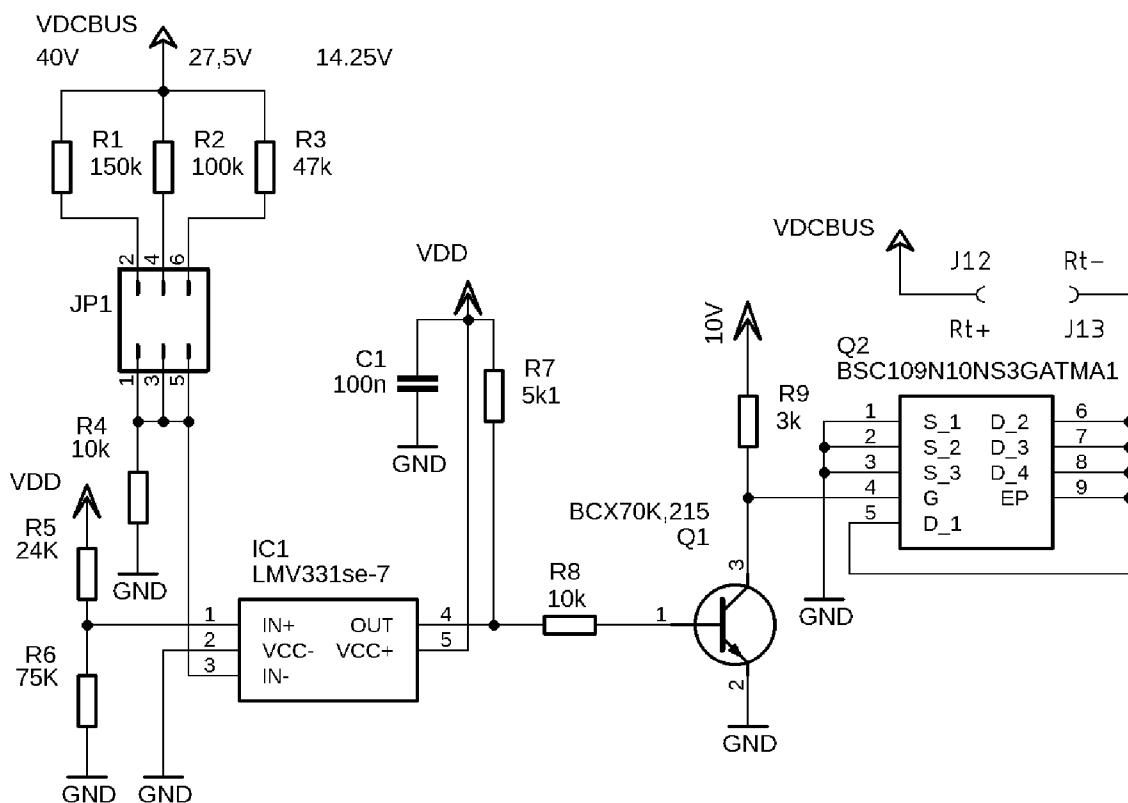 VDCBUS
40V 27,5V 14.25V
R1
150k
R2
100k
R3
47k
2 4 6
JP1
1 3 5
R4
10k
VDD
R5
24K
GND
R6
75K
GND
GND
IC1
LMV331se-7
1 IN+
2 VCC-
3 IN-
OUT 4
VCC+ 5
VDD
C1
100n
GND
R7
5k1
R8
10k
BCX70K,215
Q1
1
3
2
GND
10V
R9
3k
VDCBUS
J12
Rt+
Rt-
J13
Q2
BSC109N10NS3GATMA1
1 S_1 D_2 6
2 S_2 D_3 7
3 S_3 D_4 8
4 G EP 9
5 D_1
GND